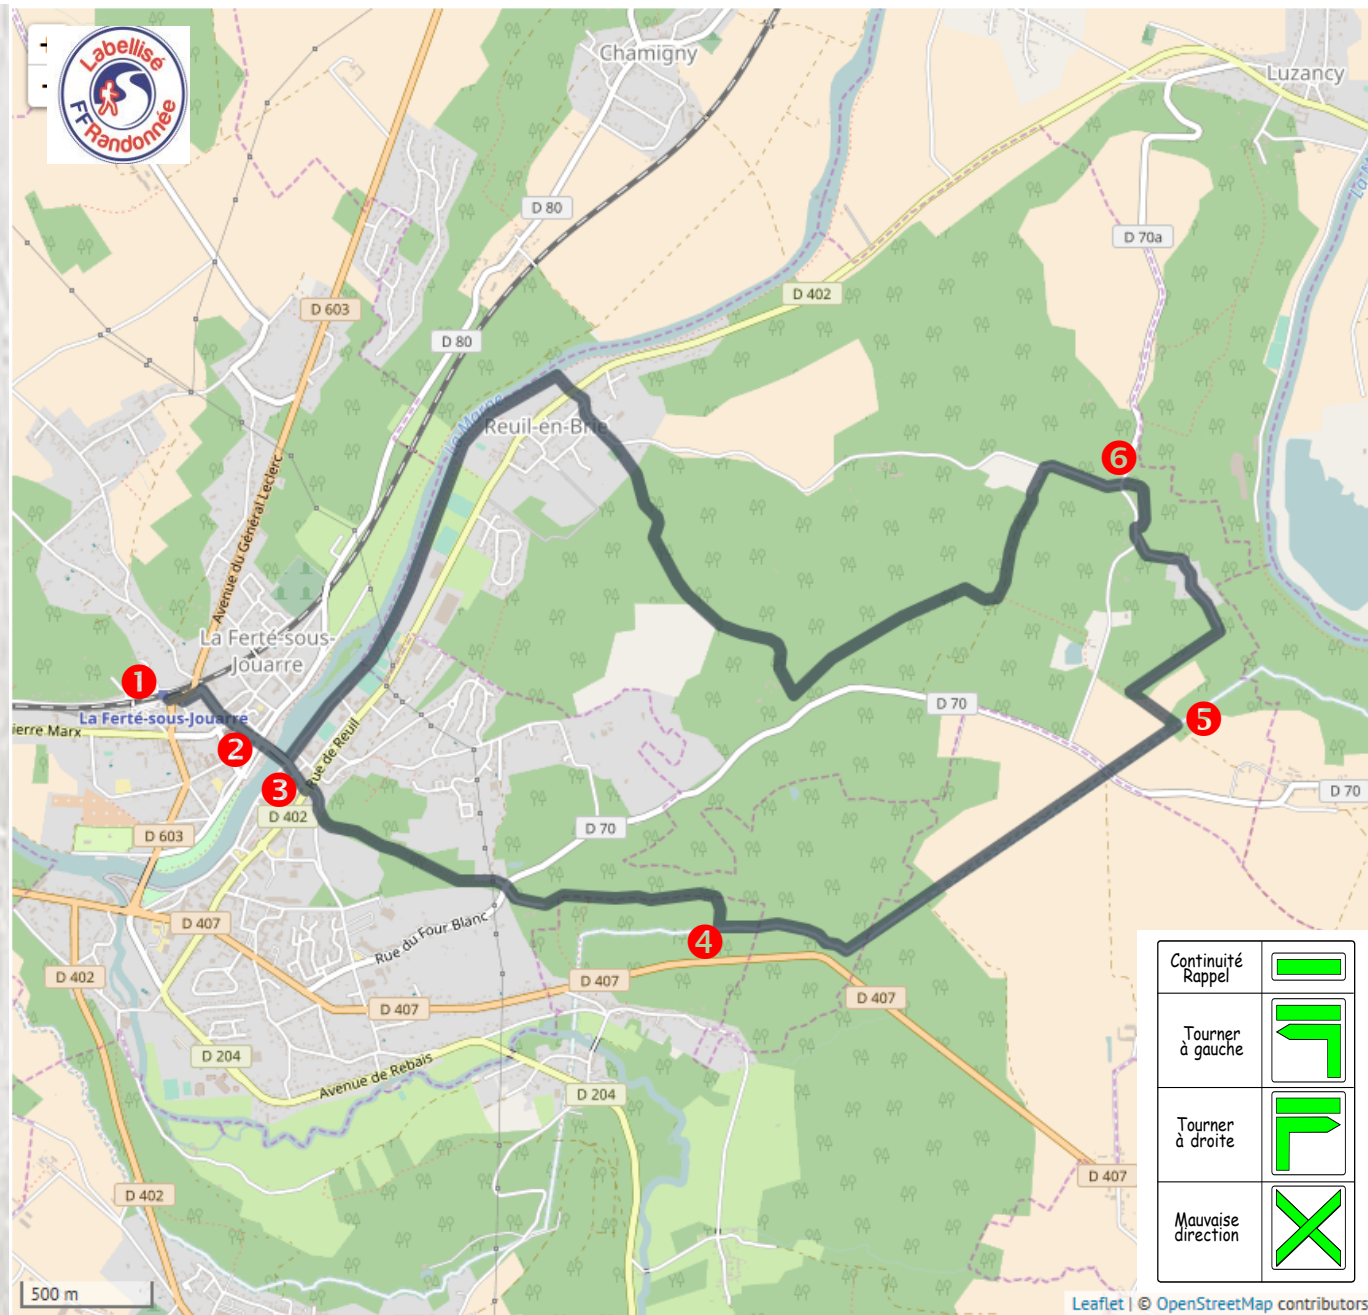 +
-
Labellisé
FFRandonnée
Chamigny
Luzancy
D 80
D 70a
D 402
D 603
D 80
La Marne
Reuil-en-Brie
6
Avenue du Général Leclerc
La Ferté-sous-
Jouarre
1
La Ferté-sous-Jouarre
ierre Marx
2
Rue de Reuil
D 70
5
3
D 402
D 70
D 603
D 70
D 407
Rue du Four Blanc
4
D 402
D 407
D 407
D 407
D 204
Avenue de Rebais
D 204
D 402
D 407
Continuité
Rappel
Tourner
à gauche
Tourner
à droite
Mauvaise
direction
500 m
Leaflet | © OpenStreetMap contributors